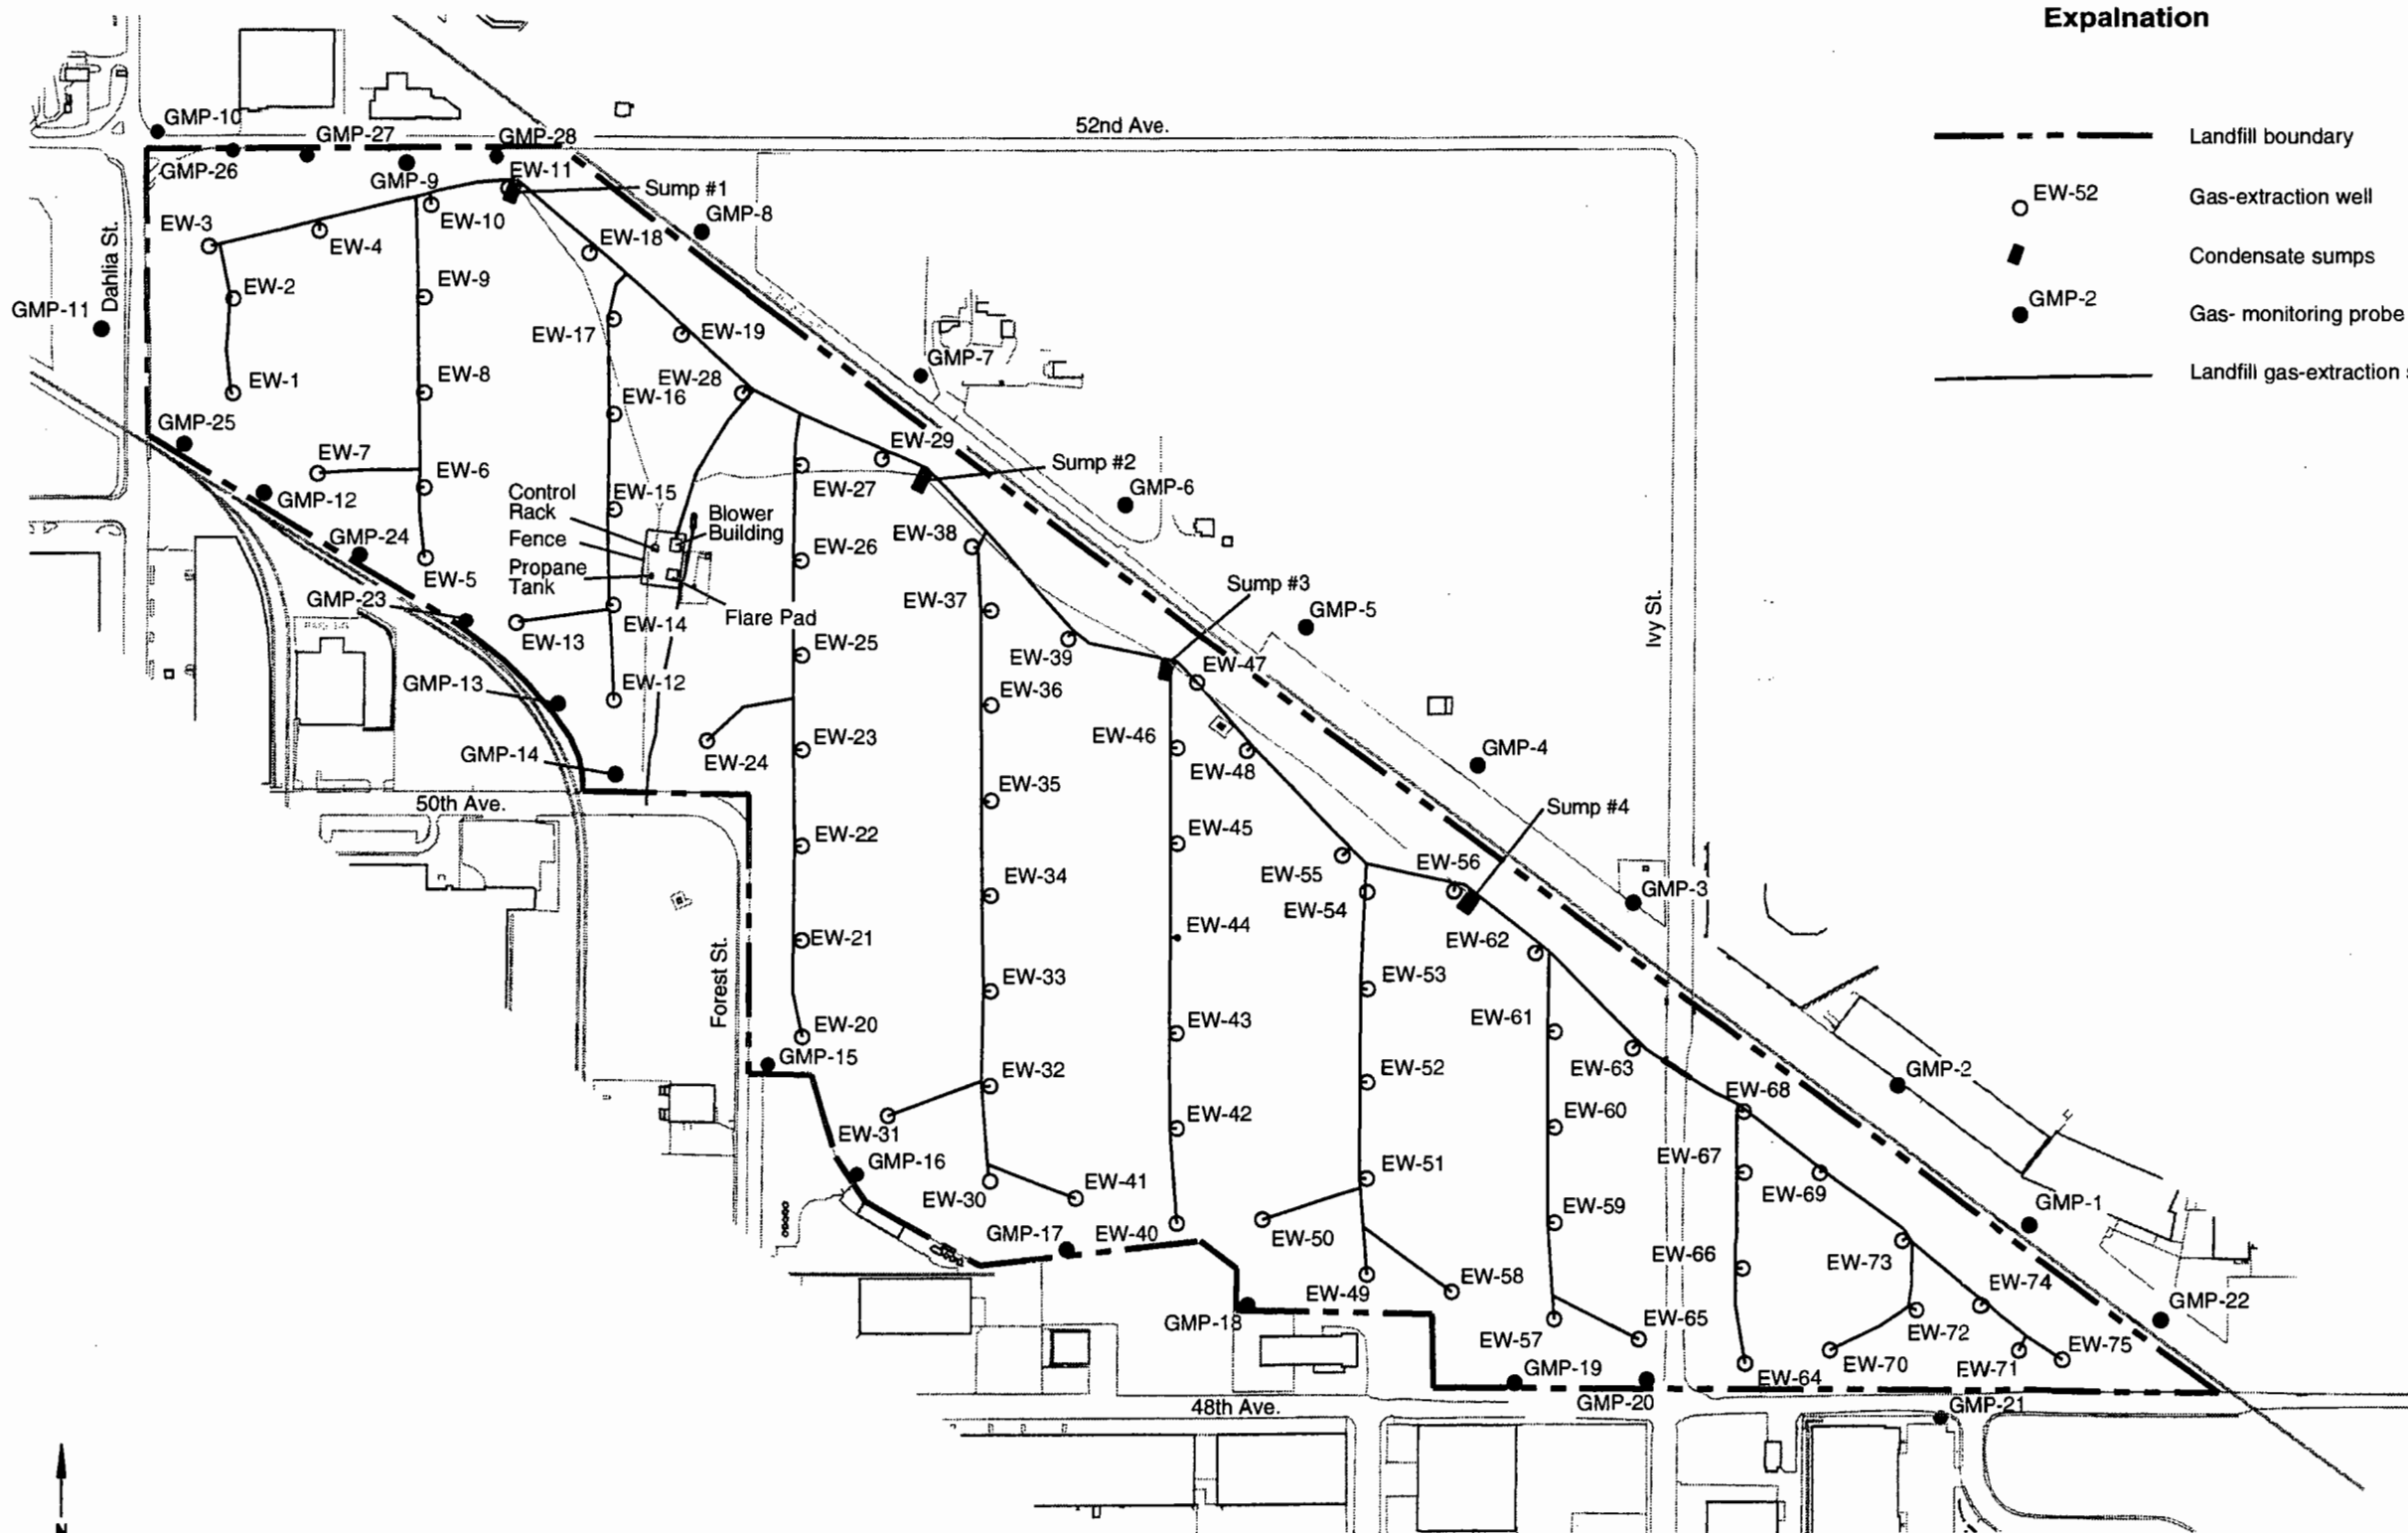 Expalnation
Landfill boundary
EW-52
Gas-extraction well
Condensate sumps
GMP-2
Gas- monitoring probe
Landfill gas-extraction
52nd Ave.
GMP-10
GMP-27
GMP-28
GMP-26
GMP-9
EW-11
Sump #1
GMP-8
EW-3
EW-10
EW-4
EW-18
Dahlia St.
EW-2
EW-9
GMP-11
EW-17
EW-19
GMP-7
EW-1
EW-8
EW-28
EW-16
GMP-25
EW-29
EW-7
EW-6
Sump #2
GMP-12
Control
Rack
EW-15
EW-27
GMP-6
Blower
Building
Fence
GMP-24
EW-38
EW-26
Propane
Tank
EW-5
Sump #3
GMP-23
EW-37
GMP-5
Flare Pad
EW-14
EW-13
EW-25
Ivy St.
EW-39
EW-47
GMP-13
EW-12
EW-36
EW-23
EW-46
GMP-14
EW-24
EW-48
GMP-4
EW-35
50th Ave.
Sump #4
EW-22
EW-45
EW-34
EW-55
EW-56
GMP-3
EW-54
EW-44
EW-21
EW-62
Forest St.
EW-33
EW-53
EW-20
EW-43
EW-61
GMP-15
EW-32
EW-52
EW-63
GMP-2
EW-68
EW-31
EW-42
EW-60
GMP-16
EW-51
EW-67
EW-30
EW-41
EW-69
GMP-1
EW-59
GMP-17
EW-40
EW-50
EW-66
EW-73
EW-58
EW-74
EW-49
GMP-18
EW-65
GMP-22
EW-57
EW-72
EW-75
GMP-19
EW-70
EW-71
EW-64
GMP-20
48th Ave.
GMP-21
N